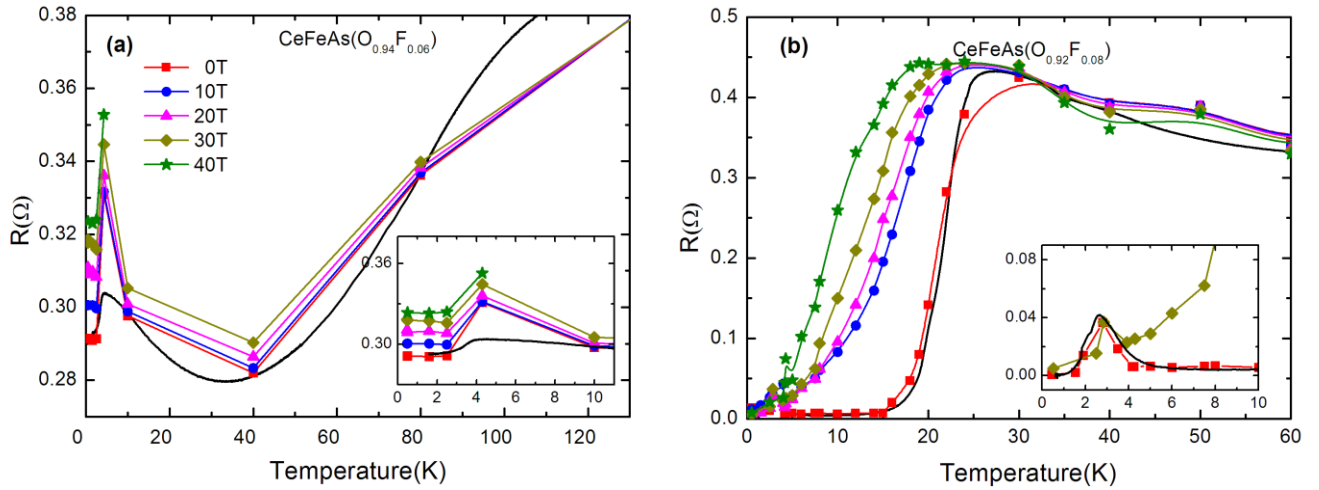 (a)
CeFeAs(O0.94F0.06)
0T
10T
20T
30T
40T
R(Ω)
0.38
0.36
0.34
0.32
0.30
0.28
0 20 40 60 80 100 120
Temperature(K)
0.36
0.30
0 2 4 6 8 10
(b)
CeFeAs(O0.92F0.08)
R(Ω)
0.5
0.4
0.3
0.2
0.1
0.0
0 10 20 30 40 50 60
Temperature(K)
0.08
0.04
0.00
0 2 4 6 8 10